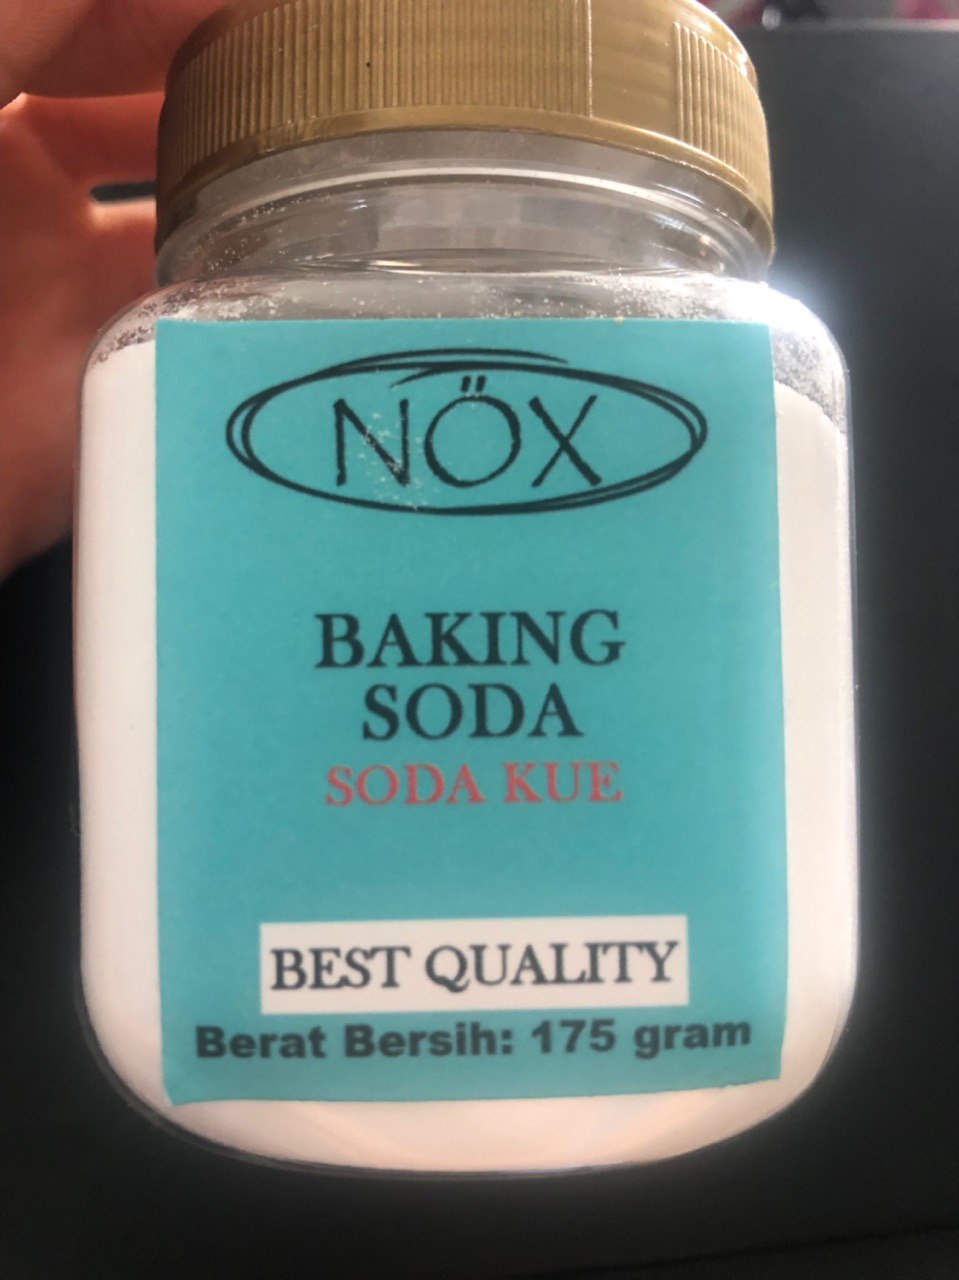 NÖX
BAKING
SODA
SODA KUE
BEST QUALITY
Berat Bersih: 175 gram